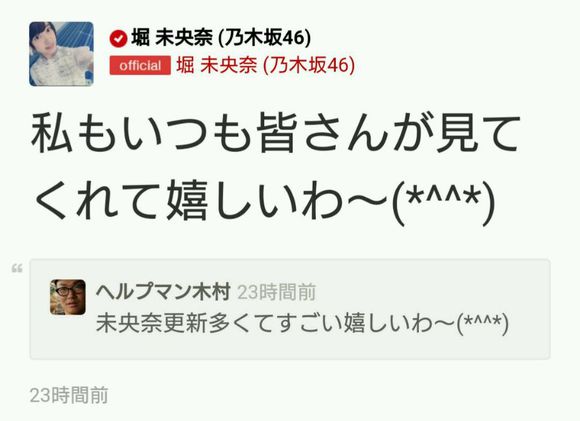 堀 未央奈 (乃木坂46)
official 堀 未央奈 (乃木坂46)
私もいつも皆さんが見て
くれて嬉しいわ〜(*^^*)
ヘルプマン木村 23時間前
未央奈更新多くてすごい嬉しいわ〜(*^^*)
23時間前